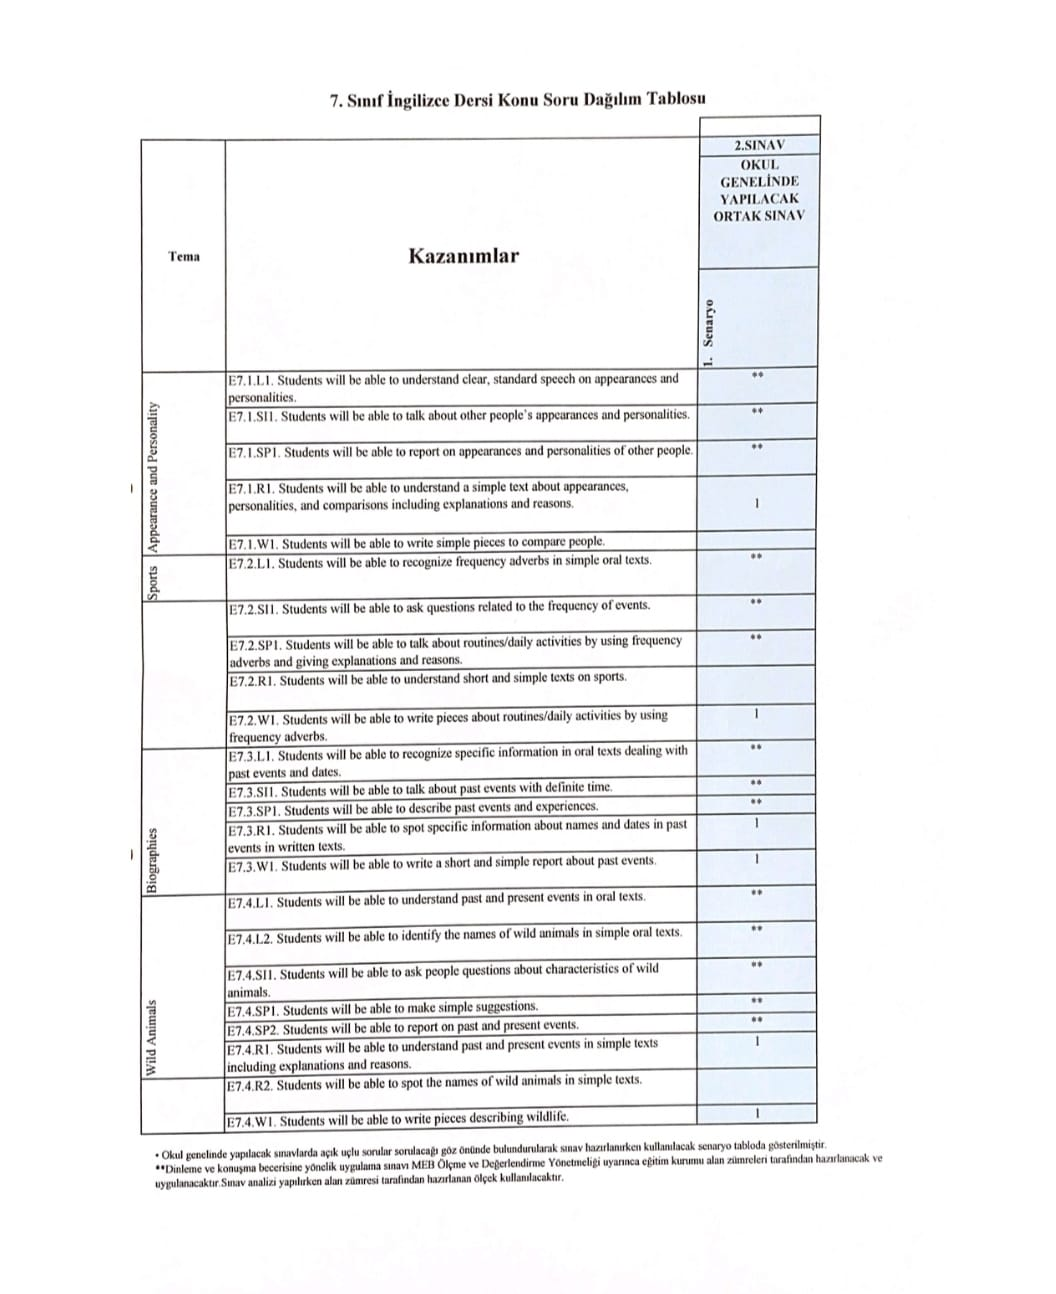 7. Sınıf İngilizce Dersi Konu Soru Dağılım Tablosu
2.SINAV
OKUL
GENELİNDE
YAPILACAK
ORTAK SINAV
Tema
Kazanımlar
1. Senaryo
Appearance and Personality
E7.1.L1. Students will be able to understand clear, standard speech on appearances and
personalities.
**
E7.1.SI1. Students will be able to talk about other people's appearances and personalities.
**
E7.1.SP1. Students will be able to report on appearances and personalities of other people.
**
E7.1.R1. Students will be able to understand a simple text about appearances,
personalities, and comparisons including explanations and reasons.
1
E7.1.W1. Students will be able to write simple pieces to compare people.
Sports
E7.2.L1. Students will be able to recognize frequency adverbs in simple oral texts.
**
E7.2.SI1. Students will be able to ask questions related to the frequency of events.
**
E7.2.SP1. Students will be able to talk about routines/daily activities by using frequency
adverbs and giving explanations and reasons.
**
E7.2.R1. Students will be able to understand short and simple texts on sports.
E7.2.W1. Students will be able to write pieces about routines/daily activities by using
frequency adverbs.
1
Biographies
E7.3.L1. Students will be able to recognize specific information in oral texts dealing with
past events and dates.
**
E7.3.SI1. Students will be able to talk about past events with definite time.
**
E7.3.SP1. Students will be able to describe past events and experiences.
**
E7.3.R1. Students will be able to spot specific information about names and dates in past
events in written texts.
1
E7.3.W1. Students will be able to write a short and simple report about past events.
1
Wild Animals
E7.4.L1. Students will be able to understand past and present events in oral texts.
**
E7.4.L2. Students will be able to identify the names of wild animals in simple oral texts.
**
E7.4.SI1. Students will be able to ask people questions about characteristics of wild
animals.
**
E7.4.SP1. Students will be able to make simple suggestions.
**
E7.4.SP2. Students will be able to report on past and present events.
**
E7.4.R1. Students will be able to understand past and present events in simple texts
including explanations and reasons.
1
E7.4.R2. Students will be able to spot the names of wild animals in simple texts.
E7.4.W1. Students will be able to write pieces describing wildlife.
1
• Okul genelinde yapılacak sınavlarda açık uçlu sorular sorulacağı göz önünde bulundurularak sınav hazırlanırken kullanılacak senaryo tabloda gösterilmiştir.
**Dinleme ve konuşma becerisine yönelik uygulama sınavı MEB Ölçme ve Değerlendirme Yönetmeliği uyarınca eğitim kurumu alan zümreleri tarafından hazırlanacak ve
uygulanacaktır.Sınav analizi yapılırken alan zümresi tarafından hazırlanan ölçek kullanılacaktır.